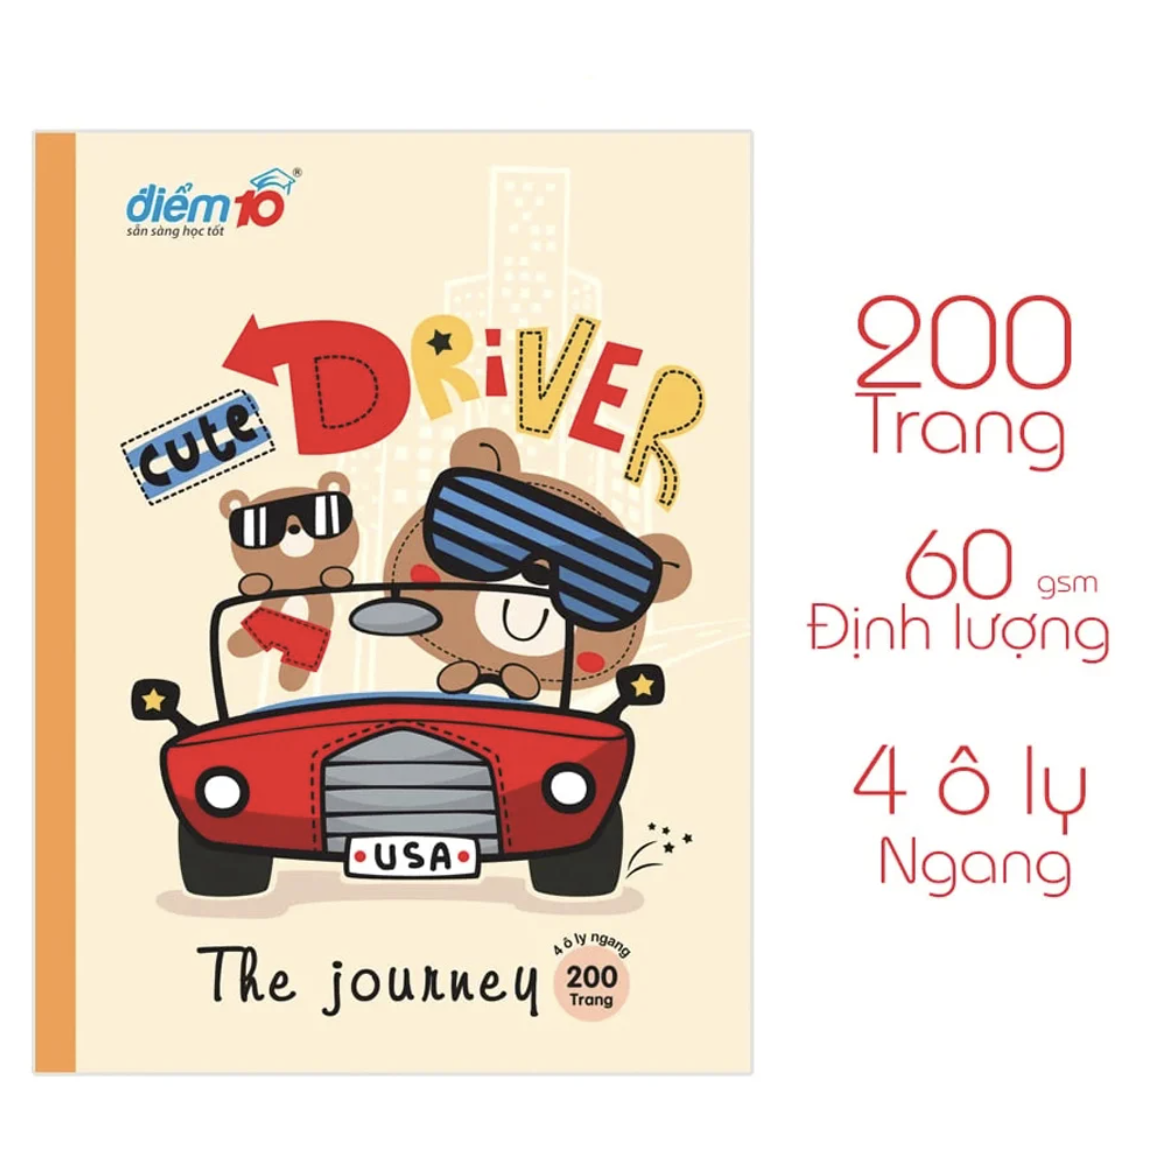 điểm10®
sẵn sàng học tốt
cute
DRiVER
USA
The journey
4 ô ly ngang
200
Trang
200
Trang
60 gsm
Định lượng
4 ô ly
Ngang